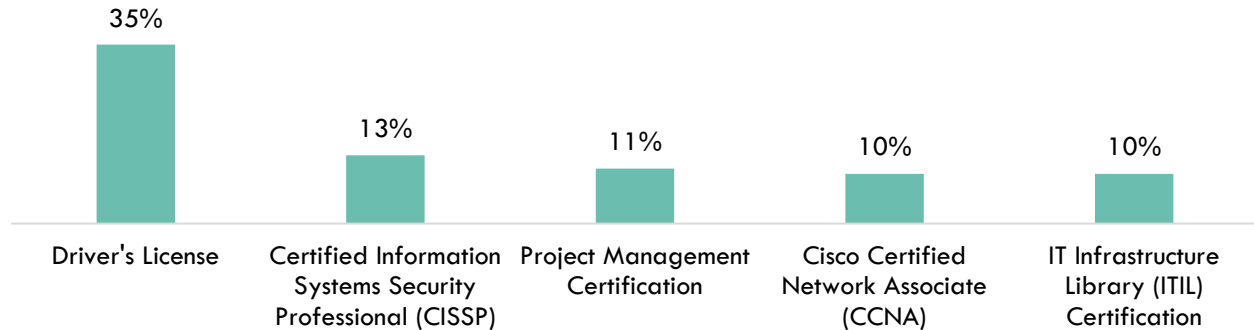 35%
13%
11%
10%
10%
Driver's License
Certified Information
Systems Security
Professional (CISSP)
Project Management
Certification
Cisco Certified
Network Associate
(CCNA)
IT Infrastructure
Library (ITIL)
Certification